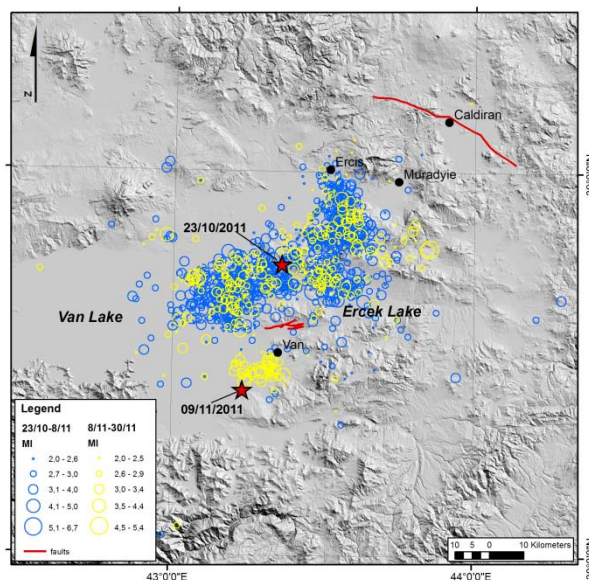 N
Caldiran
Ercis
Muradyie
23/10/2011
Van Lake
Ercek Lake
Van
09/11/2011
Legend
23/10-8/11 8/11-30/11
Ml Ml
2,0 - 2,6 2,0 - 2,5
2,7 - 3,0 2,6 - 2,9
3,1 - 4,0 3,0 - 3,4
4,1 - 5,0 3,5 - 4,4
5,1 - 6,7 4,5 - 5,4
faults
10 5 0 10 Kilometers
43°0'0"E 44°0'0"E